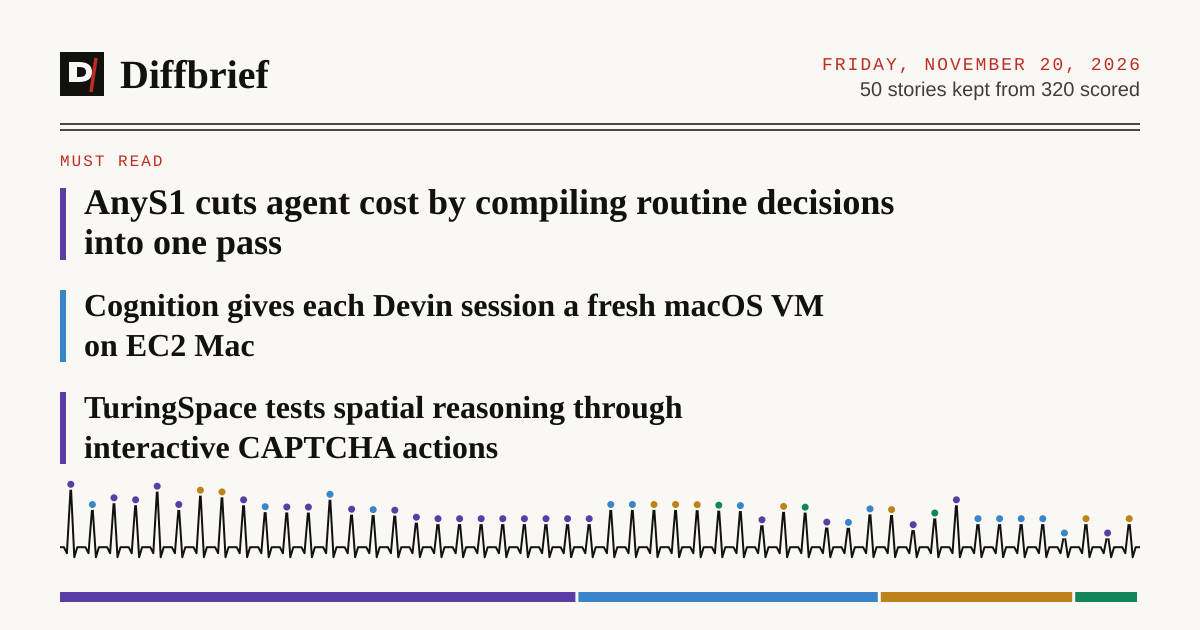 D
Diffbrief
FRIDAY, NOVEMBER 20, 2026
50 stories kept from 320 scored
MUST READ
AnyS1 cuts agent cost by compiling routine decisions
into one pass
Cognition gives each Devin session a fresh macOS VM
on EC2 Mac
TuringSpace tests spatial reasoning through
interactive CAPTCHA actions